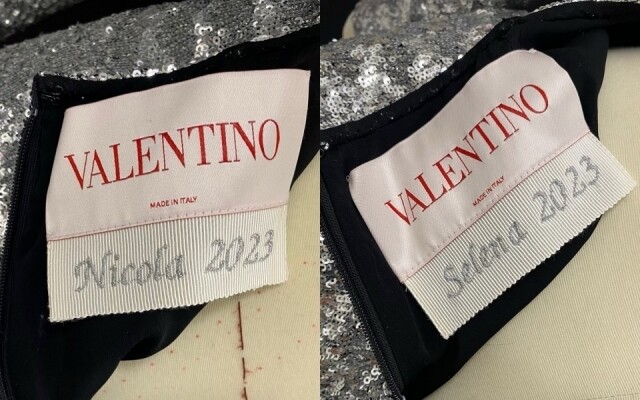 VALENTINO
MADE IN ITALY
Nicola 2023
VALENTINO
MADE IN ITALY
Selena 2023